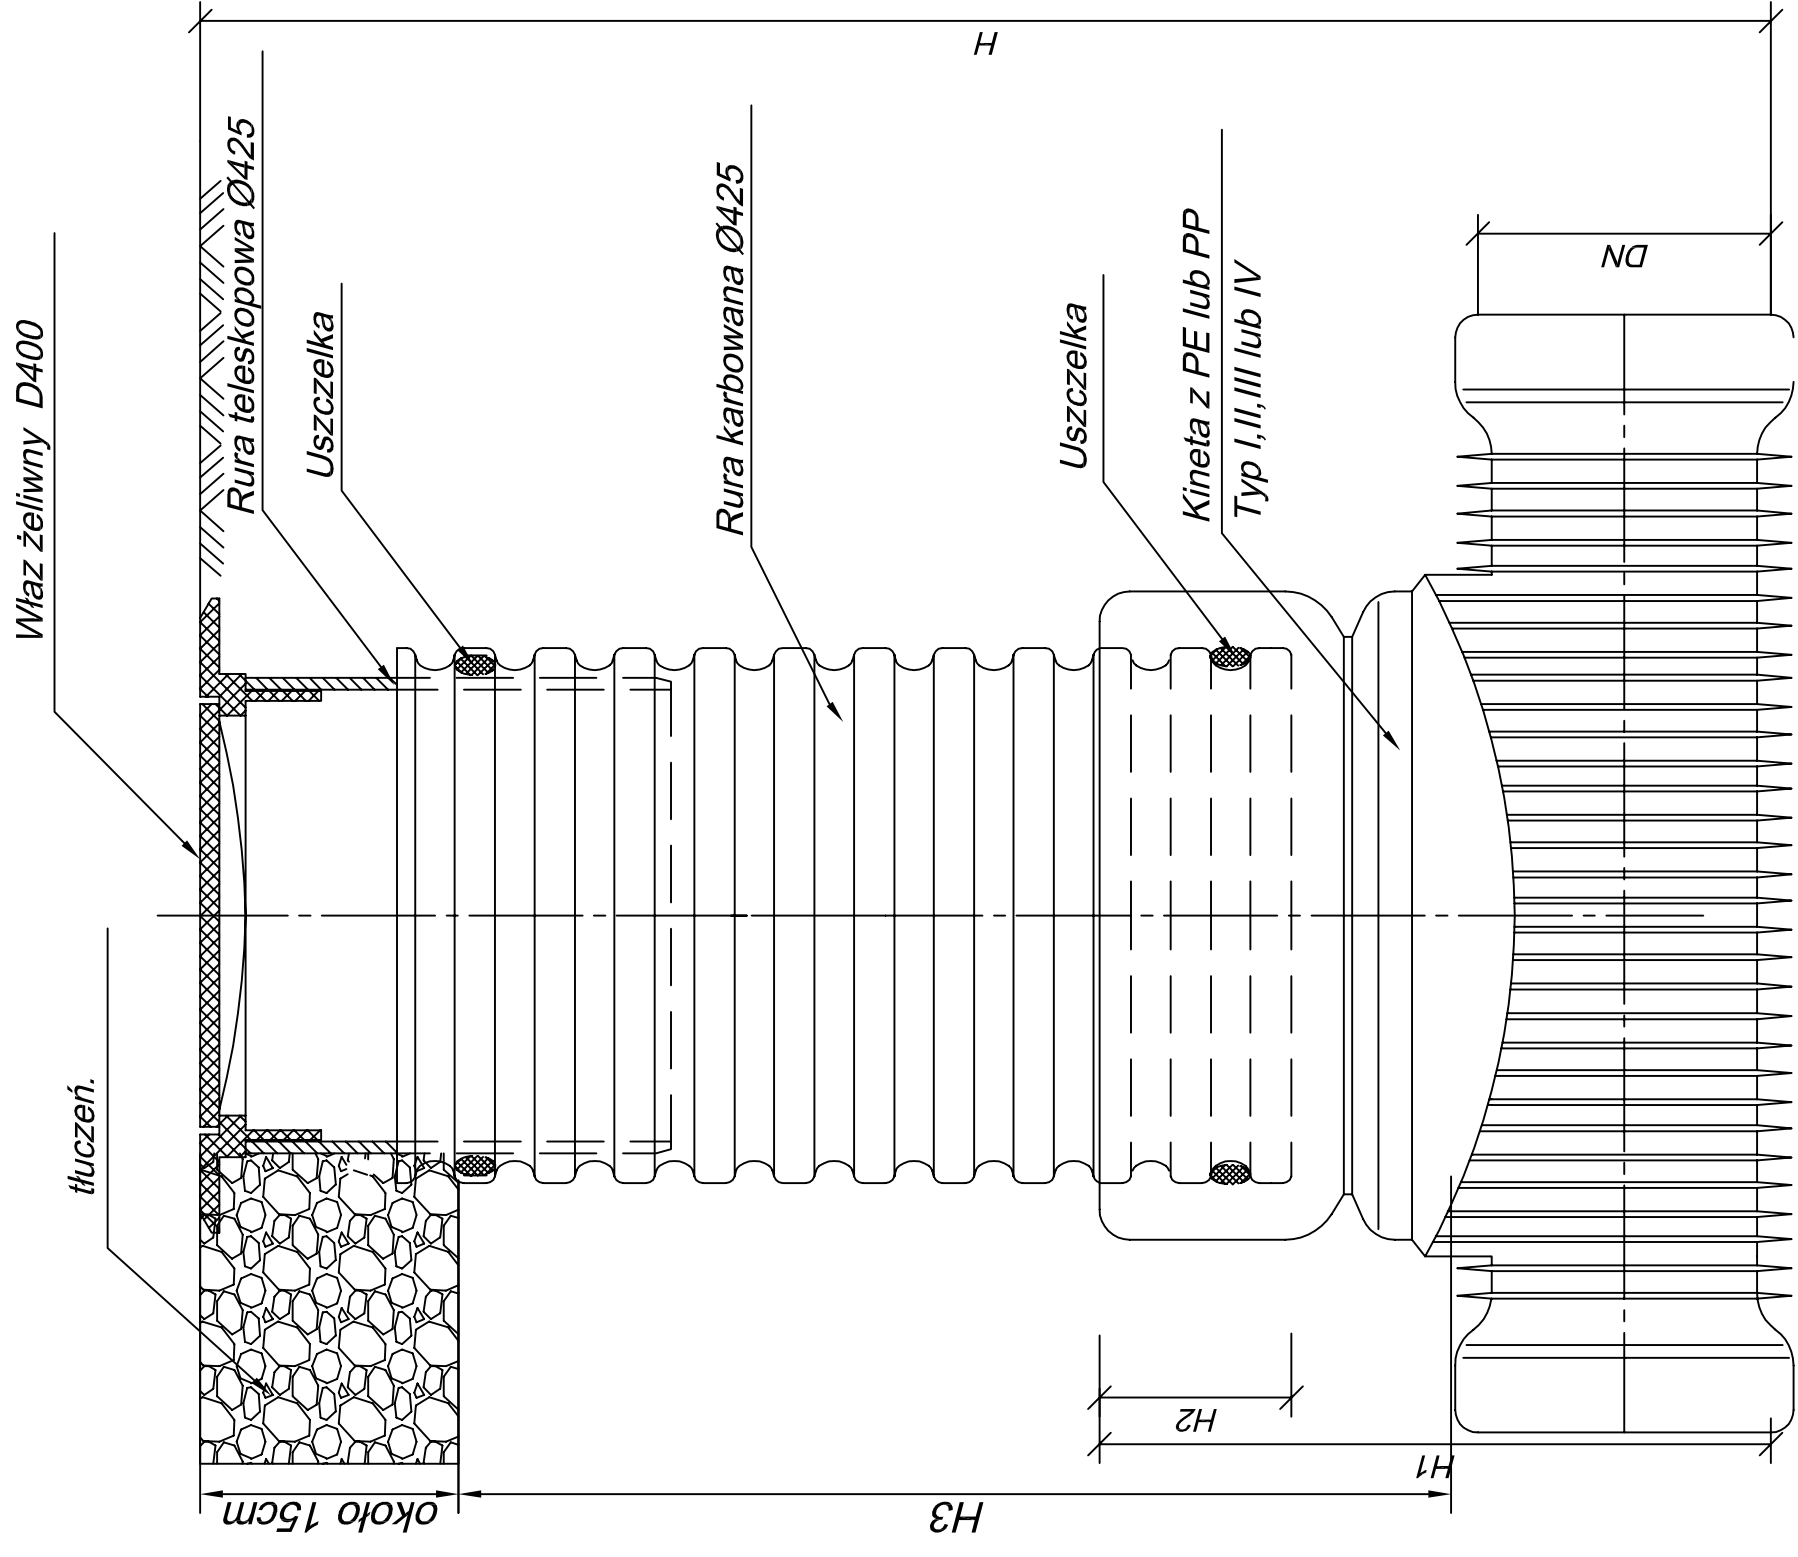 Właz żeliwny D400
Rura teleskopowa Ø425
Uszczelka
Rura karbowana Ø425
Uszczelka
Kineta z PE lub PP
Typ I,II,III lub IV
tłuczeń.
H
DN
H2
H1
H3
około 15cm